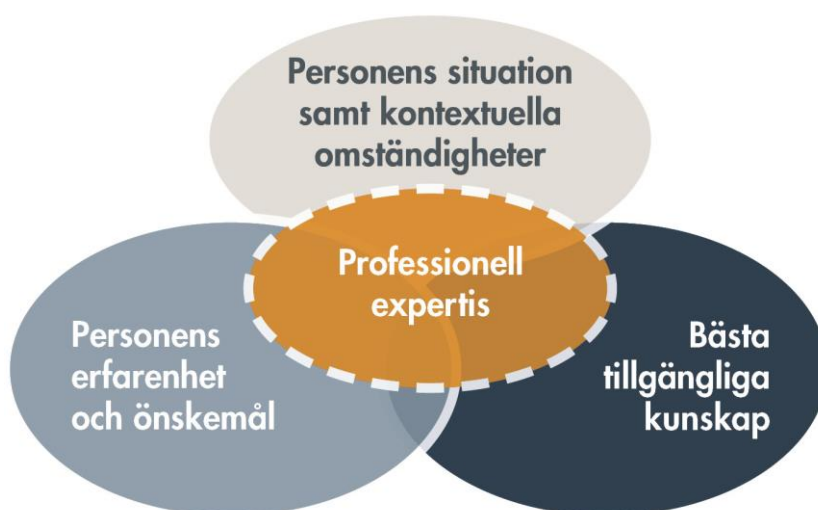 Personens situation
samt kontextuella
omständigheter
Professionell
expertis
Personens
erfarenhet
och önskemål
Bästa
tillgängliga
kunskap